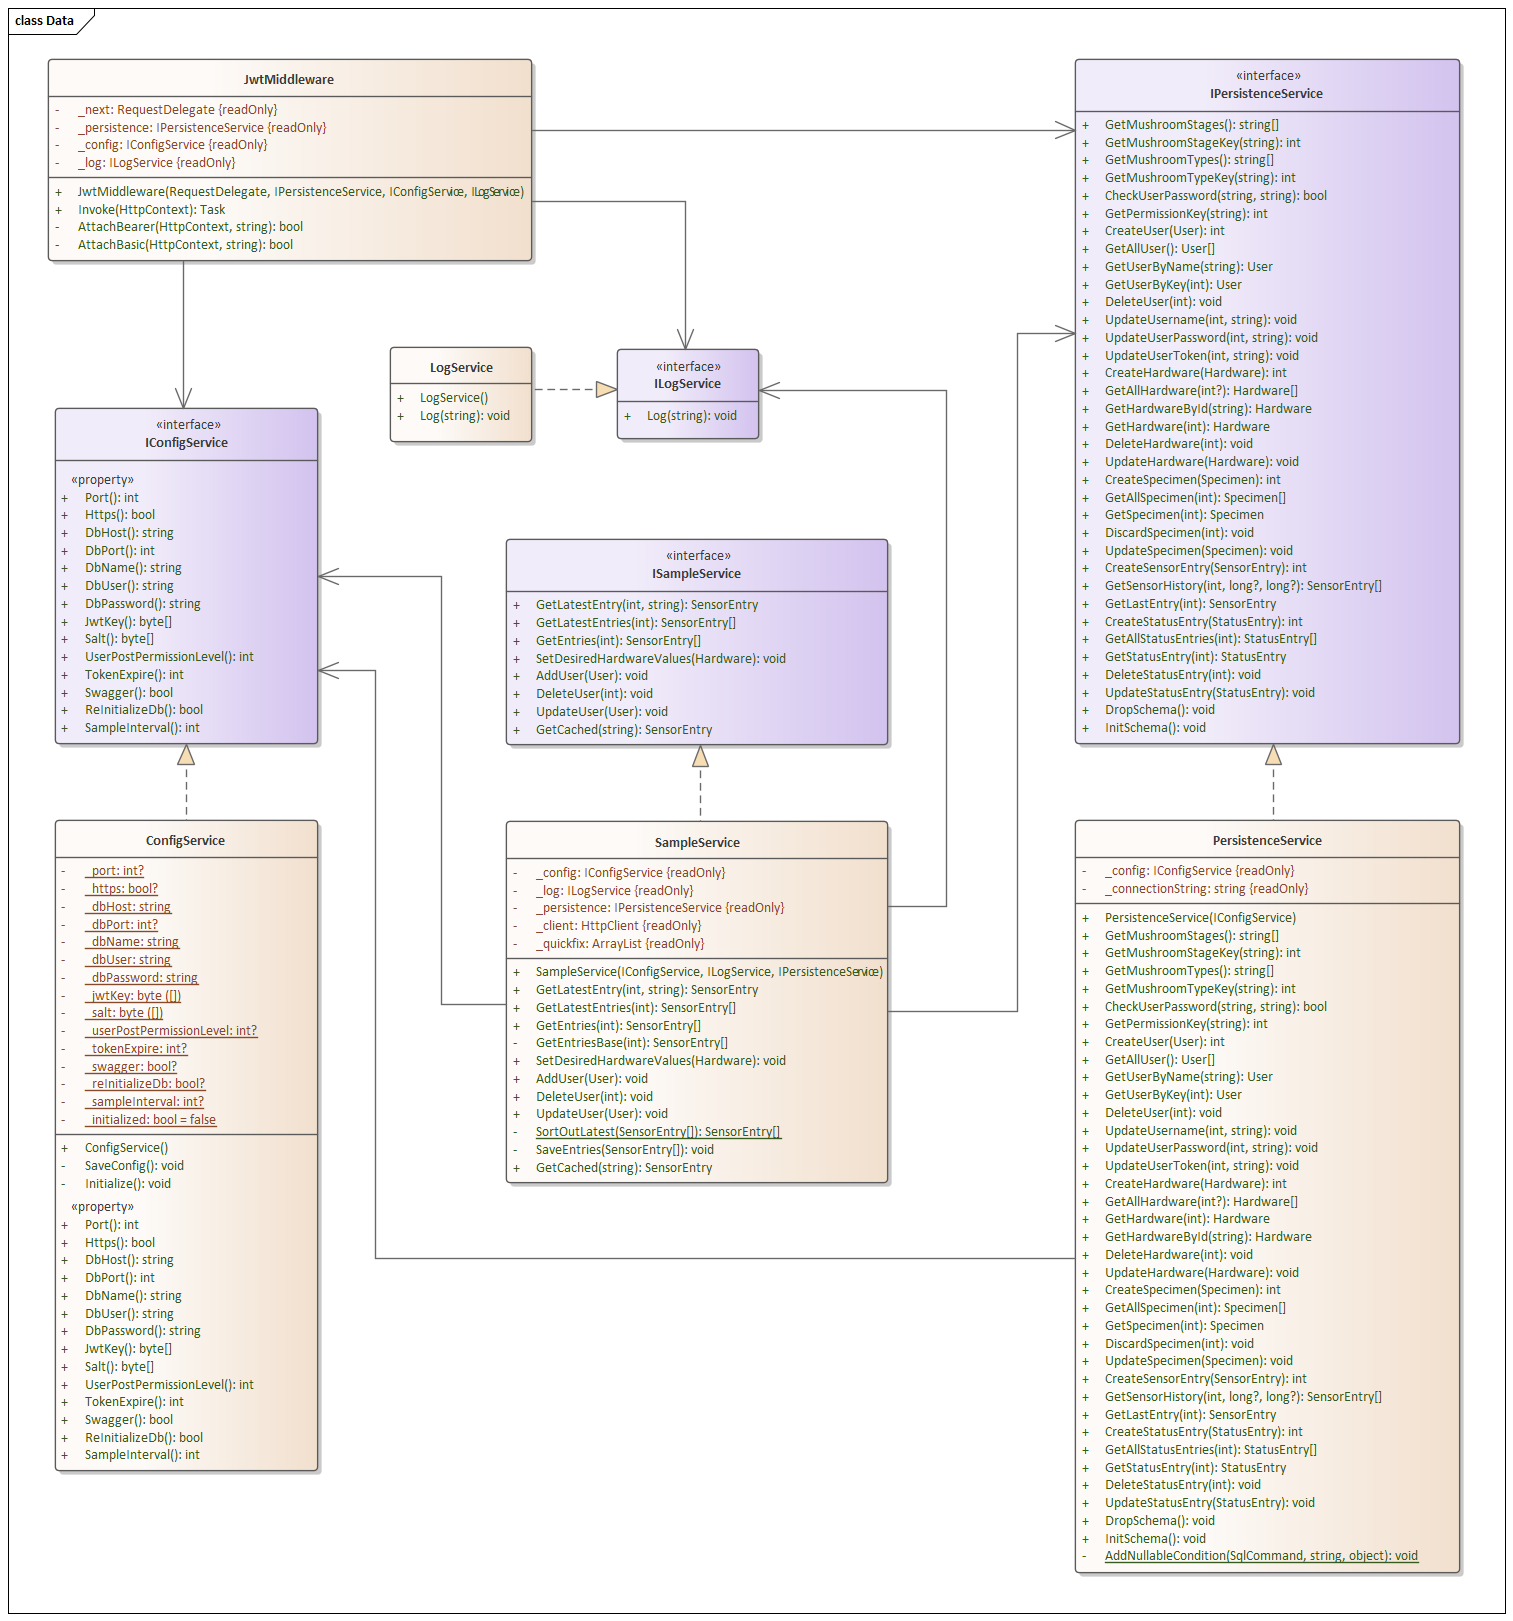 class Data
JwtMiddleware
- _next: RequestDelegate {readOnly}
- _persistence: IPersistenceService {readOnly}
- _config: IConfigService {readOnly}
- _log: ILogService {readOnly}
+ JwtMiddleware(RequestDelegate, IPersistenceService, IConfigService, ILogService)
+ Invoke(HttpContext): Task
- AttachBearer(HttpContext, string): bool
- AttachBasic(HttpContext, string): bool
«interface»
IPersistenceService
+ GetMushroomStages(): string[]
+ GetMushroomStageKey(string): int
+ GetMushroomTypes(): string[]
+ GetMushroomTypeKey(string): int
+ CheckUserPassword(string, string): bool
+ GetPermissionKey(string): int
+ CreateUser(User): int
+ GetAllUser(): User[]
+ GetUserByName(string): User
+ GetUserByKey(int): User
+ DeleteUser(int): void
+ UpdateUsername(int, string): void
+ UpdateUserPassword(int, string): void
+ UpdateUserToken(int, string): void
+ CreateHardware(Hardware): int
+ GetAllHardware(int?): Hardware[]
+ GetHardwareById(string): Hardware
+ GetHardware(int): Hardware
+ DeleteHardware(int): void
+ UpdateHardware(Hardware): void
+ CreateSpecimen(Specimen): int
+ GetAllSpecimen(int): Specimen[]
+ GetSpecimen(int): Specimen
+ DiscardSpecimen(int): void
+ UpdateSpecimen(Specimen): void
+ CreateSensorEntry(SensorEntry): int
+ GetSensorHistory(int, long?, long?): SensorEntry[]
+ GetLastEntry(int): SensorEntry
+ CreateStatusEntry(StatusEntry): int
+ GetAllStatusEntries(int): StatusEntry[]
+ GetStatusEntry(int): StatusEntry
+ DeleteStatusEntry(int): void
+ UpdateStatusEntry(StatusEntry): void
+ DropSchema(): void
+ InitSchema(): void
LogService
+ LogService()
+ Log(string): void
«interface»
ILogService
+ Log(string): void
«interface»
IConfigService
«property»
+ Port(): int
+ Https(): bool
+ DbHost(): string
+ DbPort(): int
+ DbName(): string
+ DbUser(): string
+ DbPassword(): string
+ JwtKey(): byte[]
+ Salt(): byte[]
+ UserPostPermissionLevel(): int
+ TokenExpire(): int
+ Swagger(): bool
+ ReInitializeDb(): bool
+ SampleInterval(): int
«interface»
ISampleService
+ GetLatestEntry(int, string): SensorEntry
+ GetLatestEntries(int): SensorEntry[]
+ GetEntries(int): SensorEntry[]
+ SetDesiredHardwareValues(Hardware): void
+ AddUser(User): void
+ DeleteUser(int): void
+ UpdateUser(User): void
+ GetCached(string): SensorEntry
ConfigService
- _port: int?
- _https: bool?
- _dbHost: string
- _dbPort: int?
- _dbName: string
- _dbUser: string
- _dbPassword: string
- _jwtKey: byte ([])
- _salt: byte ([])
- _userPostPermissionLevel: int?
- _tokenExpire: int?
- _swagger: bool?
- _reInitializeDb: bool?
- _sampleInterval: int?
- _initialized: bool = false
+ ConfigService()
- SaveConfig(): void
- Initialize(): void
«property»
+ Port(): int
+ Https(): bool
+ DbHost(): string
+ DbPort(): int
+ DbName(): string
+ DbUser(): string
+ DbPassword(): string
+ JwtKey(): byte[]
+ Salt(): byte[]
+ UserPostPermissionLevel(): int
+ TokenExpire(): int
+ Swagger(): bool
+ ReInitializeDb(): bool
+ SampleInterval(): int
SampleService
- _config: IConfigService {readOnly}
- _log: ILogService {readOnly}
- _persistence: IPersistenceService {readOnly}
- _client: HttpClient {readOnly}
- _quickfix: ArrayList {readOnly}
+ SampleService(IConfigService, ILogService, IPersistenceService)
+ GetLatestEntry(int, string): SensorEntry
+ GetLatestEntries(int): SensorEntry[]
+ GetEntries(int): SensorEntry[]
- GetEntriesBase(int): SensorEntry[]
+ SetDesiredHardwareValues(Hardware): void
+ AddUser(User): void
+ DeleteUser(int): void
+ UpdateUser(User): void
- SortOutLatest(SensorEntry[]): SensorEntry[]
- SaveEntries(SensorEntry[]): void
+ GetCached(string): SensorEntry
PersistenceService
- _config: IConfigService {readOnly}
- _connectionString: string {readOnly}
+ PersistenceService(IConfigService)
+ GetMushroomStages(): string[]
+ GetMushroomStageKey(string): int
+ GetMushroomTypes(): string[]
+ GetMushroomTypeKey(string): int
+ CheckUserPassword(string, string): bool
+ GetPermissionKey(string): int
+ CreateUser(User): int
+ GetAllUser(): User[]
+ GetUserByName(string): User
+ GetUserByKey(int): User
+ DeleteUser(int): void
+ UpdateUsername(int, string): void
+ UpdateUserPassword(int, string): void
+ UpdateUserToken(int, string): void
+ CreateHardware(Hardware): int
+ GetAllHardware(int?): Hardware[]
+ GetHardware(int): Hardware
+ GetHardwareById(string): Hardware
+ DeleteHardware(int): void
+ UpdateHardware(Hardware): void
+ CreateSpecimen(Specimen): int
+ GetAllSpecimen(int): Specimen[]
+ GetSpecimen(int): Specimen
+ DiscardSpecimen(int): void
+ UpdateSpecimen(Specimen): void
+ CreateSensorEntry(SensorEntry): int
+ GetSensorHistory(int, long?, long?): SensorEntry[]
+ GetLastEntry(int): SensorEntry
+ CreateStatusEntry(StatusEntry): int
+ GetAllStatusEntries(int): StatusEntry[]
+ GetStatusEntry(int): StatusEntry
+ DeleteStatusEntry(int): void
+ UpdateStatusEntry(StatusEntry): void
+ DropSchema(): void
+ InitSchema(): void
- AddNullableCondition(SqlCommand, string, object): void